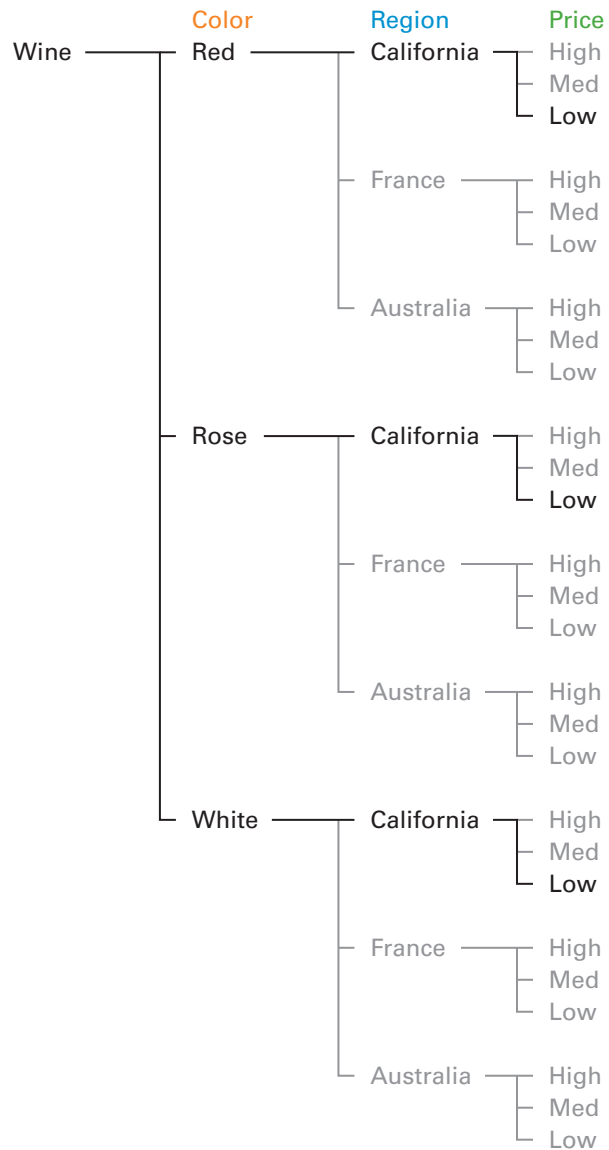 Color Region Price
Wine Red California High
Med
Low
France High
Med
Low
Australia High
Med
Low
Rose California High
Med
Low
France High
Med
Low
Australia High
Med
Low
White California High
Med
Low
France High
Med
Low
Australia High
Med
Low